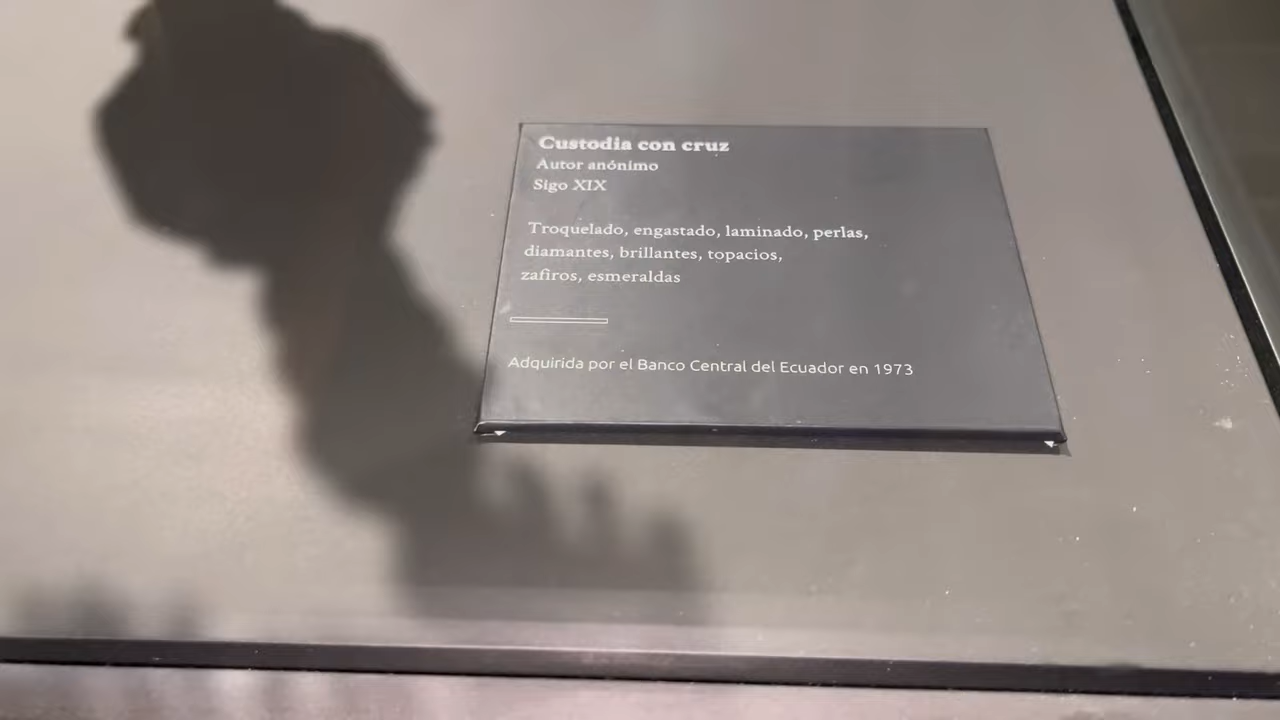 Custodia con cruz
Autor anónimo
Sigo XIX
Troquelado, engastado, laminado, perlas,
diamantes, brillantes, topacios,
zafiros, esmeraldas
Adquirida por el Banco Central del Ecuador en 1973